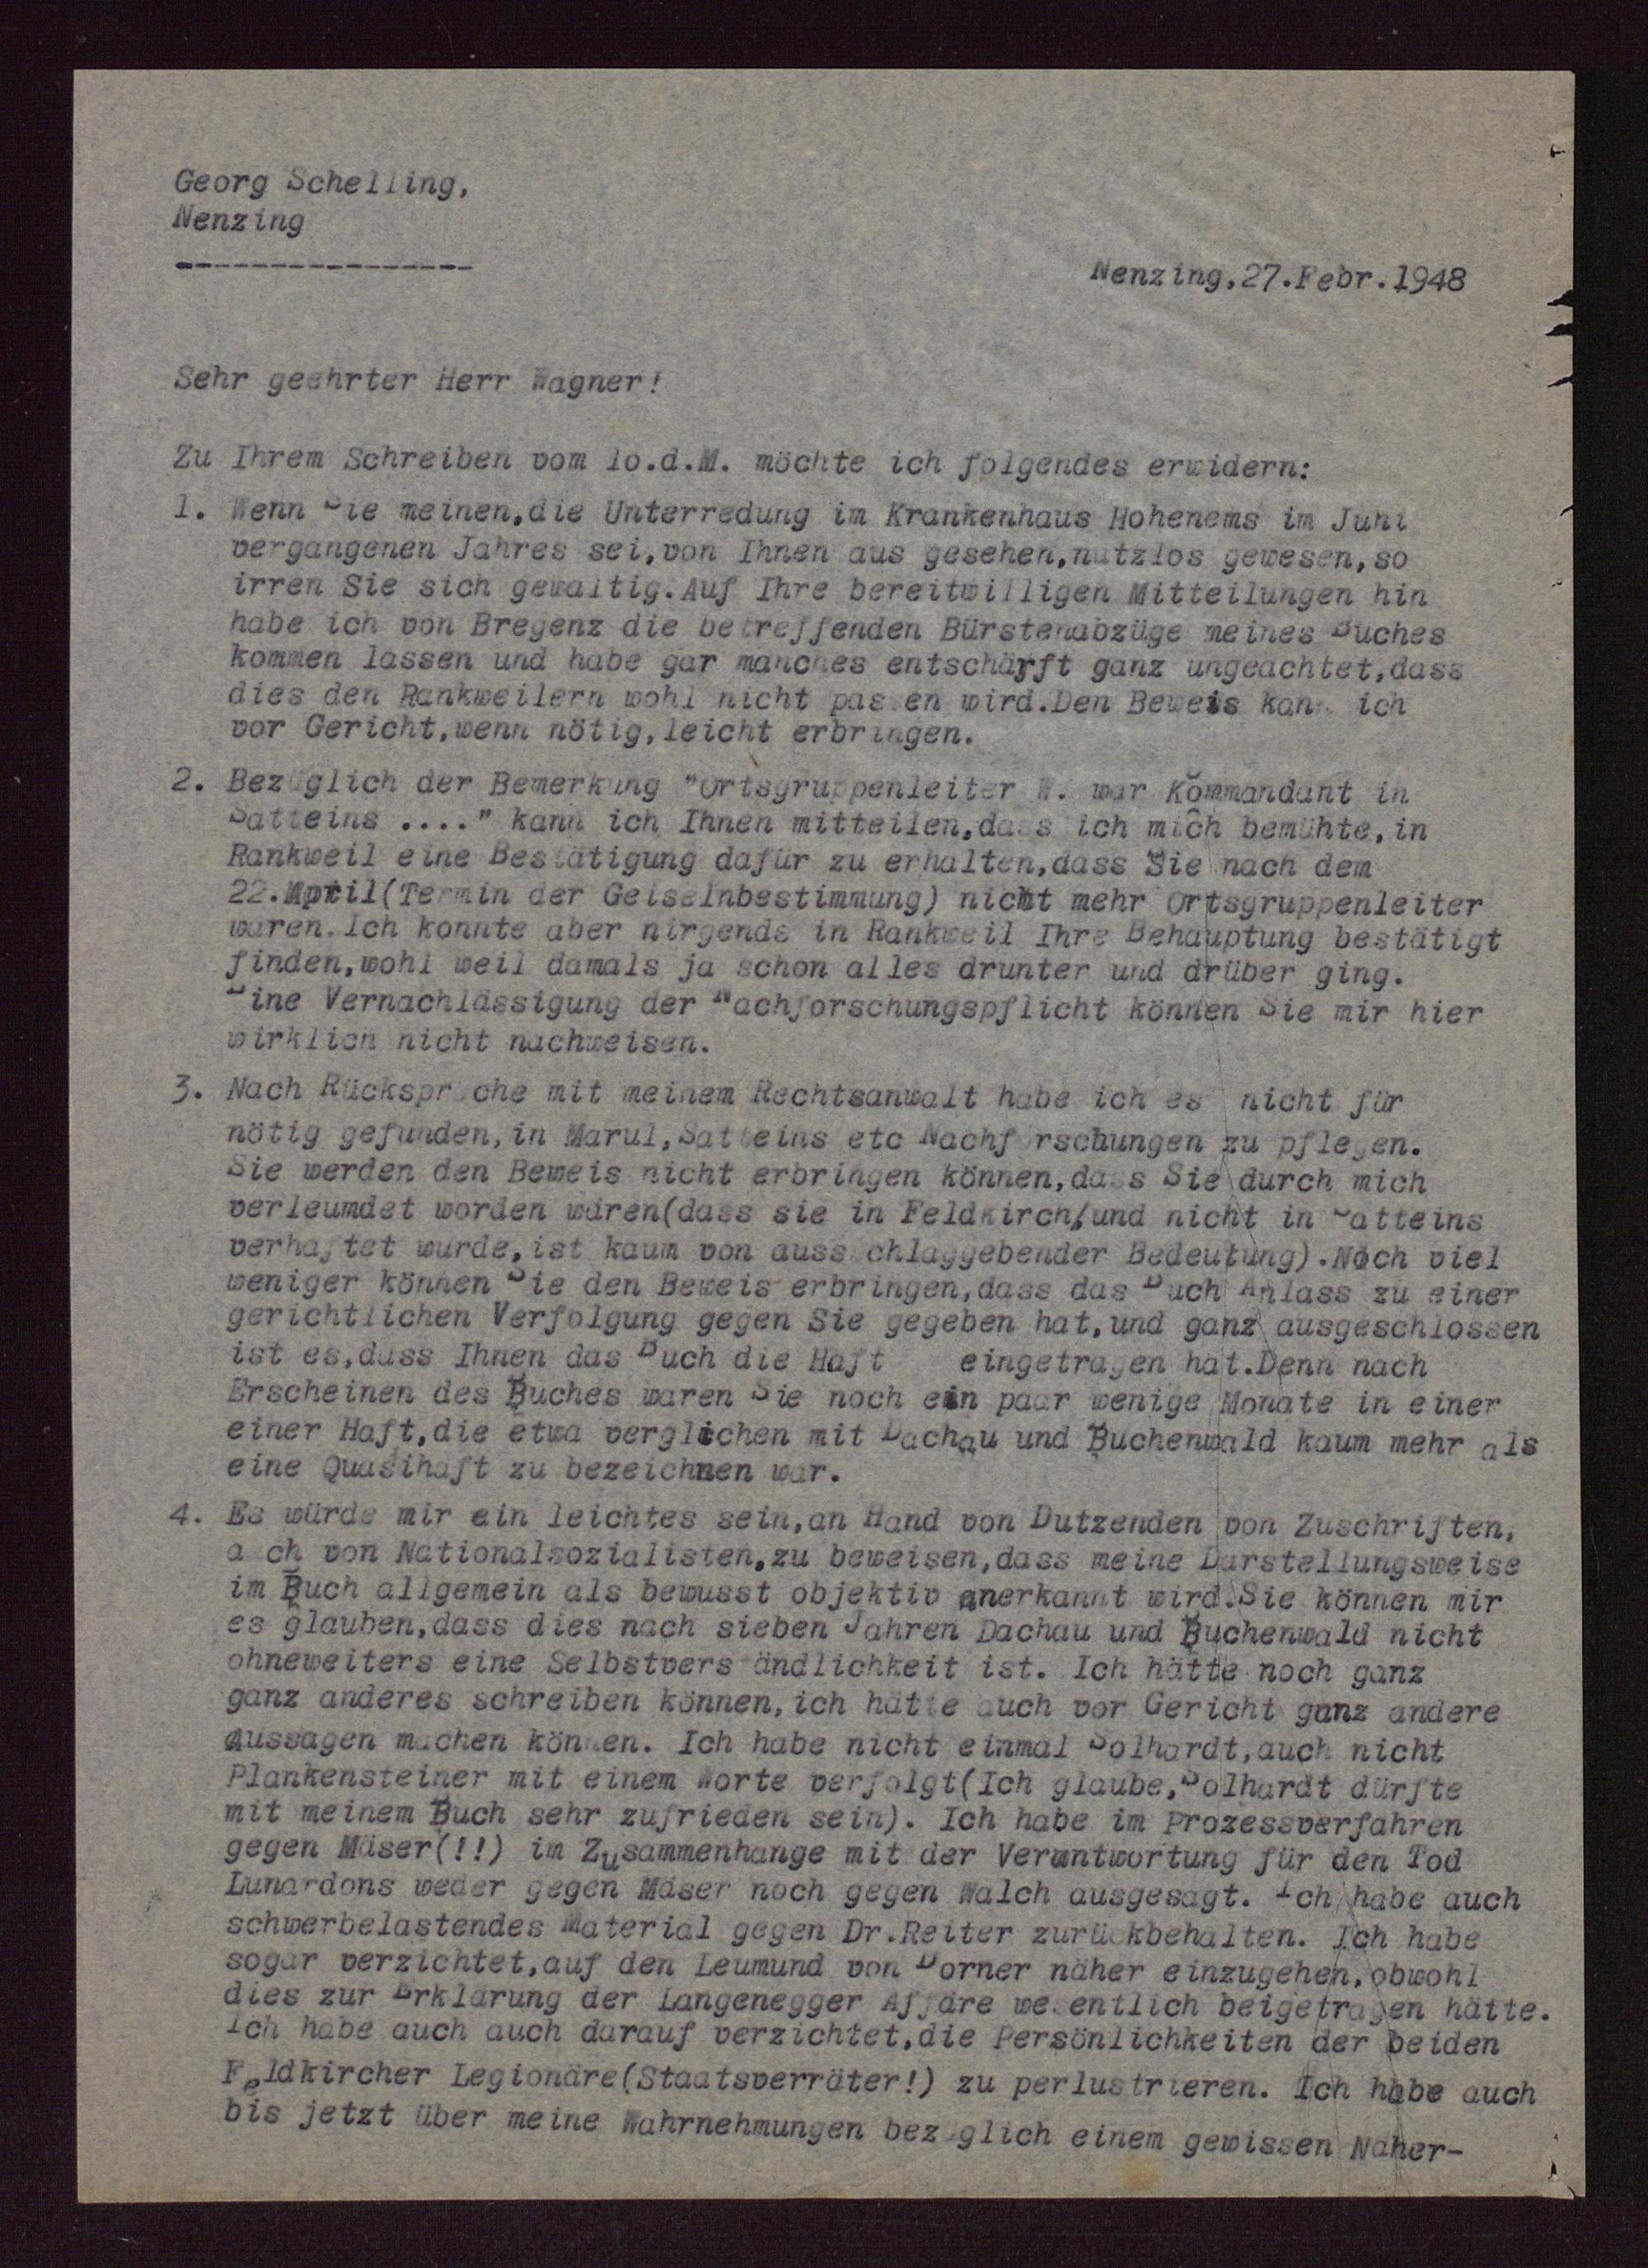 Georg Schelling,
Nenzing
----------------
Nenzing,27.Febr.1948
Sehr geehrter Herr Wagner!
Zu Ihrem Schreiben vom 1o.d.M. möchte ich folgendes erwidern:
1. Wenn Sie meinen,die Unterredung im Krankenhaus Hohenems im Juni
vergangenen Jahres sei,von Ihnen aus gesehen,nutzlos gewesen,so
irren Sie sich gewaltig.Auf Ihre bereitwilligen Mitteilungen hin
habe ich von Bregenz die betreffenden Bürstenabzüge meines Buches
kommen lassen und habe gar manches entschärft ganz ungeachtet,dass
dies den Rankweilern wohl nicht passen wird.Den Beweis kann ich
vor Gericht,wenn nötig,leicht erbringen.
2. Bezüglich der Bemerkung "Ortsgruppenleiter W. war Kommandant in
Satteins ...." kann ich Ihnen mitteilen,dass ich mich bemühte,in
Rankweil eine Bestätigung dafür zu erhalten,dass Sie nach dem
22.April(Termin der Geiselnbestimmung) nicht mehr Ortsgruppenleiter
waren.Ich konnte aber nirgends in Rankweil Ihre Behauptung bestätigt
finden,wohl weil damals ja schon alles drunter und drüber ging.
Eine Vernachlässigung der Nachforschungspflicht können Sie mir hier
wirklich nicht nachweisen.
3. Nach Rücksprache mit meinem Rechtsanwalt habe ich es nicht für
nötig gefunden,in Marul,Satteins etc Nachforschungen zu pflegen.
Sie werden den Beweis nicht erbringen können,dass Sie durch mich
verleumdet worden wären(dass sie in Feldkirch,und nicht in Satteins
verhaftet wurde,ist kaum von ausschlaggebender Bedeutung).Noch viel
weniger können Sie den Beweis erbringen,dass das Buch Anlass zu einer
gerichtlichen Verfolgung gegen Sie gegeben hat,und ganz ausgeschlossen
ist es,dass Ihnen das Buch die Haft eingetragen hat.Denn nach
Erscheinen des Buches waren Sie noch ein paar wenige Monate in einer
einer Haft,die etwa verglichen mit Dachau und Buchenwald kaum mehr als
eine Quasihaft zu bezeichnen war.
4. Es würde mir ein leichtes sein,an Hand von Dutzenden von Zuschriften,
auch von Nationalsozialisten,zu beweisen,dass meine Darstellungsweise
im Buch allgemein als bewusst objektiv anerkannt wird.Sie können mir
es glauben,dass dies nach sieben Jahren Dachau und Buchenwald nicht
ohneweiters eine Selbstverständlichkeit ist. Ich hätte noch ganz
ganz anderes schreiben können,ich hätte auch vor Gericht ganz andere
Aussagen machen können. Ich habe nicht einmal Solhardt,auch nicht
Plankensteiner mit einem Worte verfolgt(Ich glaube,Solhardt dürfte
mit meinem Buch sehr zufrieden sein). Ich habe im Prozessverfahren
gegen Mäser(!!) im Zusammenhange mit der Verantwortung für den Tod
Lunardons weder gegen Mäser noch gegen Walch ausgesagt. Ich habe auch
schwerbelastendes Material gegen Dr.Reiter zurückbehalten. Ich habe
sogar verzichtet,auf den Leumund von Dorner näher einzugehen,obwohl
dies zur Erklärung der Langenegger Affäre wesentlich beigetragen hätte.
Ich habe auch auch darauf verzichtet,die Persönlichkeiten der beiden
Feldkircher Legionäre(Staatsverräter!) zu perlustrieren. Ich habe auch
bis jetzt über meine Wahrnehmungen bezüglich einem gewissen Naher-